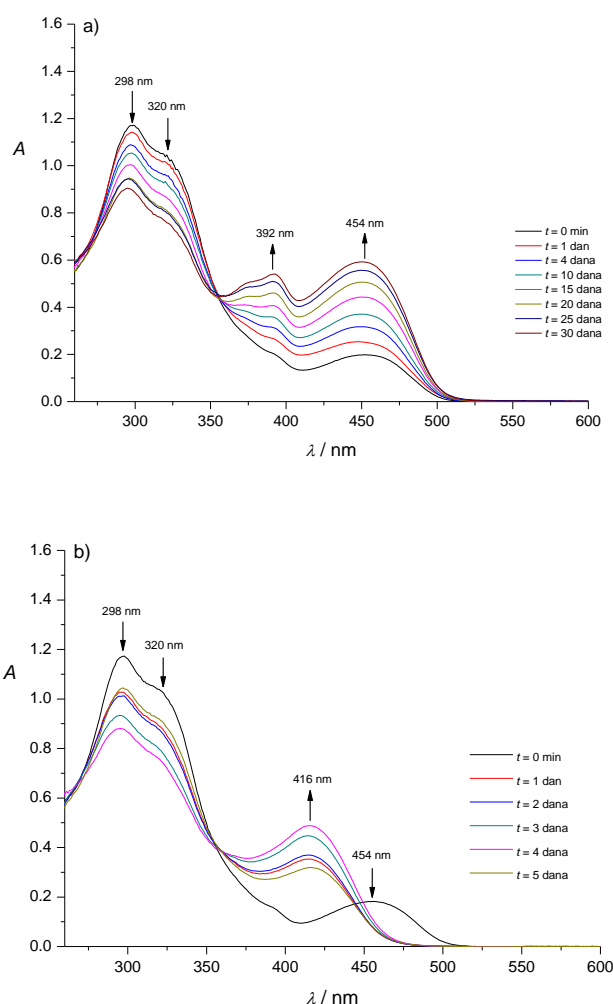 a)
1.6
1.4
1.2
1.0
0.8
0.6
0.4
0.2
0.0
A
298 nm
320 nm
392 nm
454 nm
t = 0 min
t = 1 dan
t = 4 dana
t = 10 dana
t = 15 dana
t = 20 dana
t = 25 dana
t = 30 dana
300 350 400 450 500 550 600
λ / nm
b)
1.6
1.4
1.2
1.0
0.8
0.6
0.4
0.2
0.0
A
298 nm
320 nm
416 nm
454 nm
t = 0 min
t = 1 dan
t = 2 dana
t = 3 dana
t = 4 dana
t = 5 dana
300 350 400 450 500 550 600
λ / nm